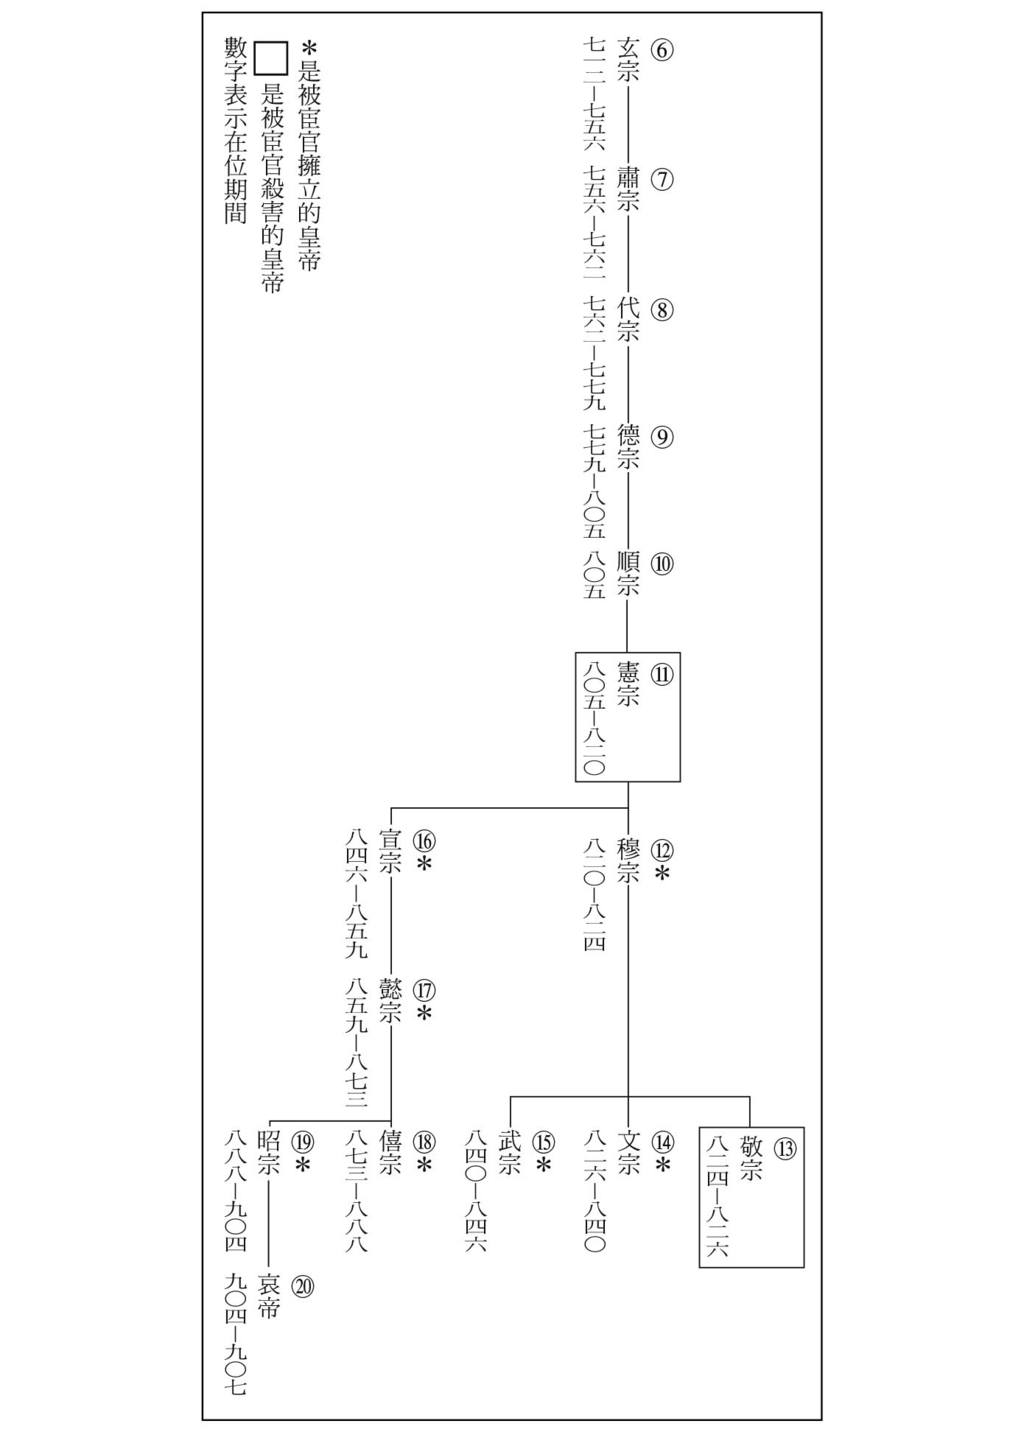 ⑥
玄宗
七一二—七五六
⑦
肅宗
七五六—七六二
⑧
代宗
七六二—七七九
⑨
德宗
七七九—八〇五
⑩
順宗
八〇五
⑪
憲宗
八〇五—八二〇
⑫*
穆宗
八二〇—八二四
⑬
敬宗
八二四—八二六
⑭*
文宗
八二六—八四〇
⑮*
武宗
八四〇—八四六
⑯*
宣宗
八四六—八五九
⑰*
懿宗
八五九—八七三
⑱*
僖宗
八七三—八八八
⑲*
昭宗
八八八—九〇四
⑳
哀帝
九〇四—九〇七
*是被宦官擁立的皇帝
□是被宦官殺害的皇帝
數字表示在位期間